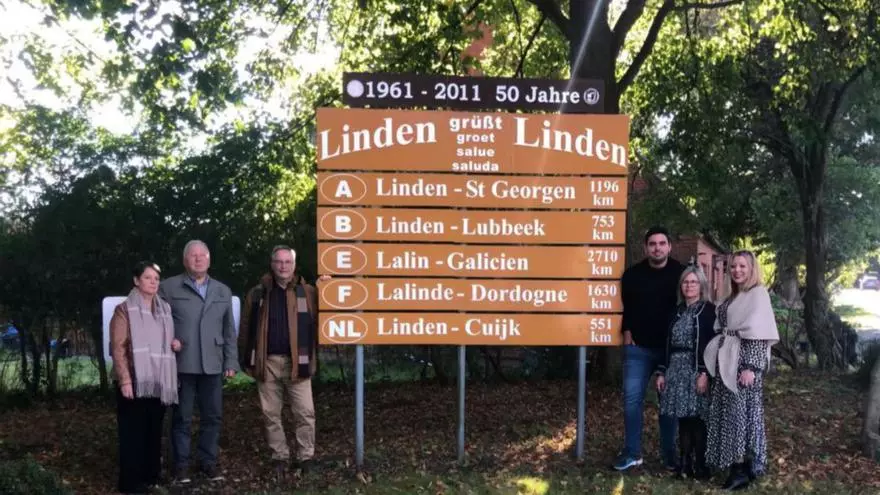 1961 - 2011 50 Jahre
Linden grüßt Linden
groet
salue
saluda
A Linden - St Georgen 1196 km
B Linden - Lubbeek 753 km
E Lalin - Galicien 2710 km
F Lalinde - Dordogne 1630 km
NL Linden - Cuijk 551 km